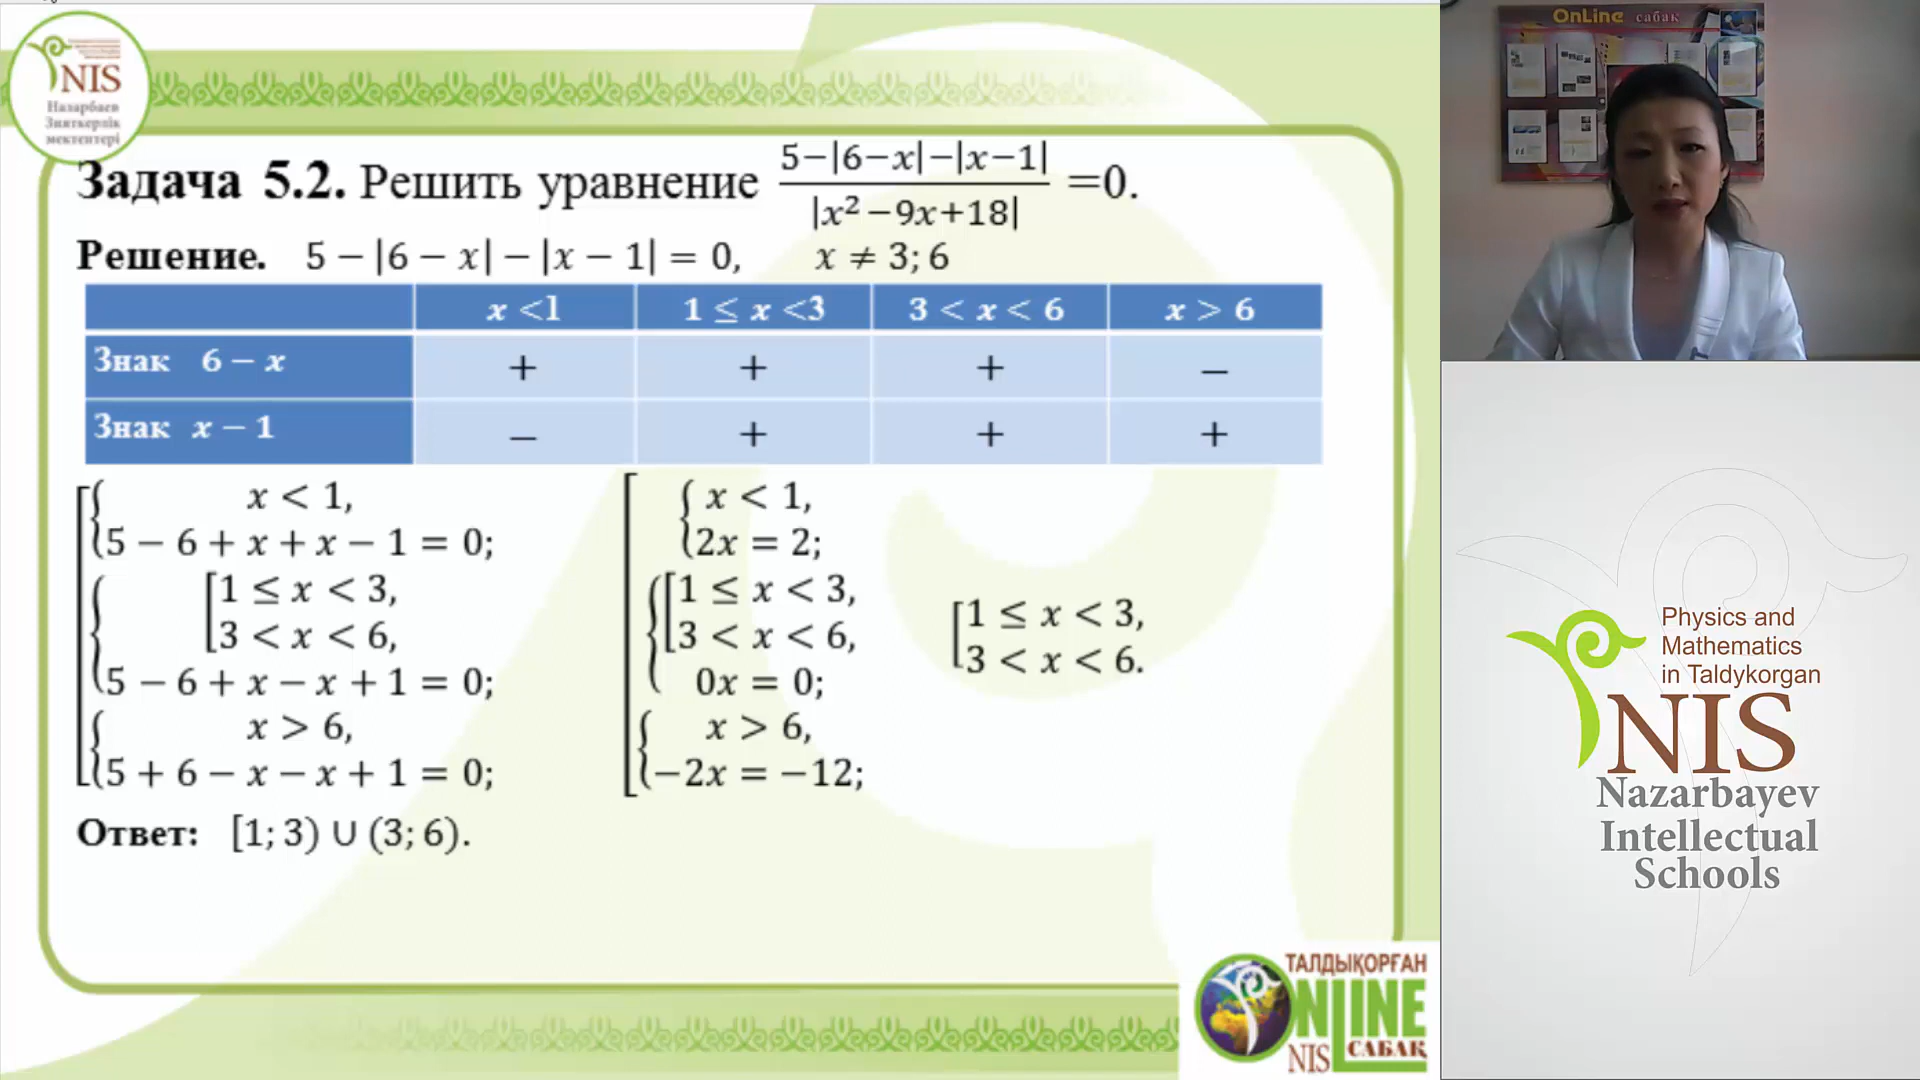 NIS
Назарбаев
Зияткерлік
мектептері
Задача 5.2. Решить уравнение 5−|6−x|−|x−1| / |x²−9x+18| =0.
Решение. 5 − |6 − x| − |x − 1| = 0, x ≠ 3; 6
x <1 1 ≤ x <3 3 < x < 6 x > 6
Знак 6 − x + + + −
Знак x − 1 − + + +
x < 1,
5 − 6 + x + x − 1 = 0;
1 ≤ x < 3,
3 < x < 6,
5 − 6 + x − x + 1 = 0;
x > 6,
5 + 6 − x − x + 1 = 0;
x < 1,
2x = 2;
1 ≤ x < 3,
3 < x < 6,
0x = 0;
x > 6,
−2x = −12;
1 ≤ x < 3,
3 < x < 6.
Ответ: [1; 3) ∪ (3; 6).
ТАЛДЫҚОРҒАН
ONLINE
NIS САБАҚ
OnLine сабақ
Physics and
Mathematics
in Taldykorgan
NIS
Nazarbayev
Intellectual
Schools